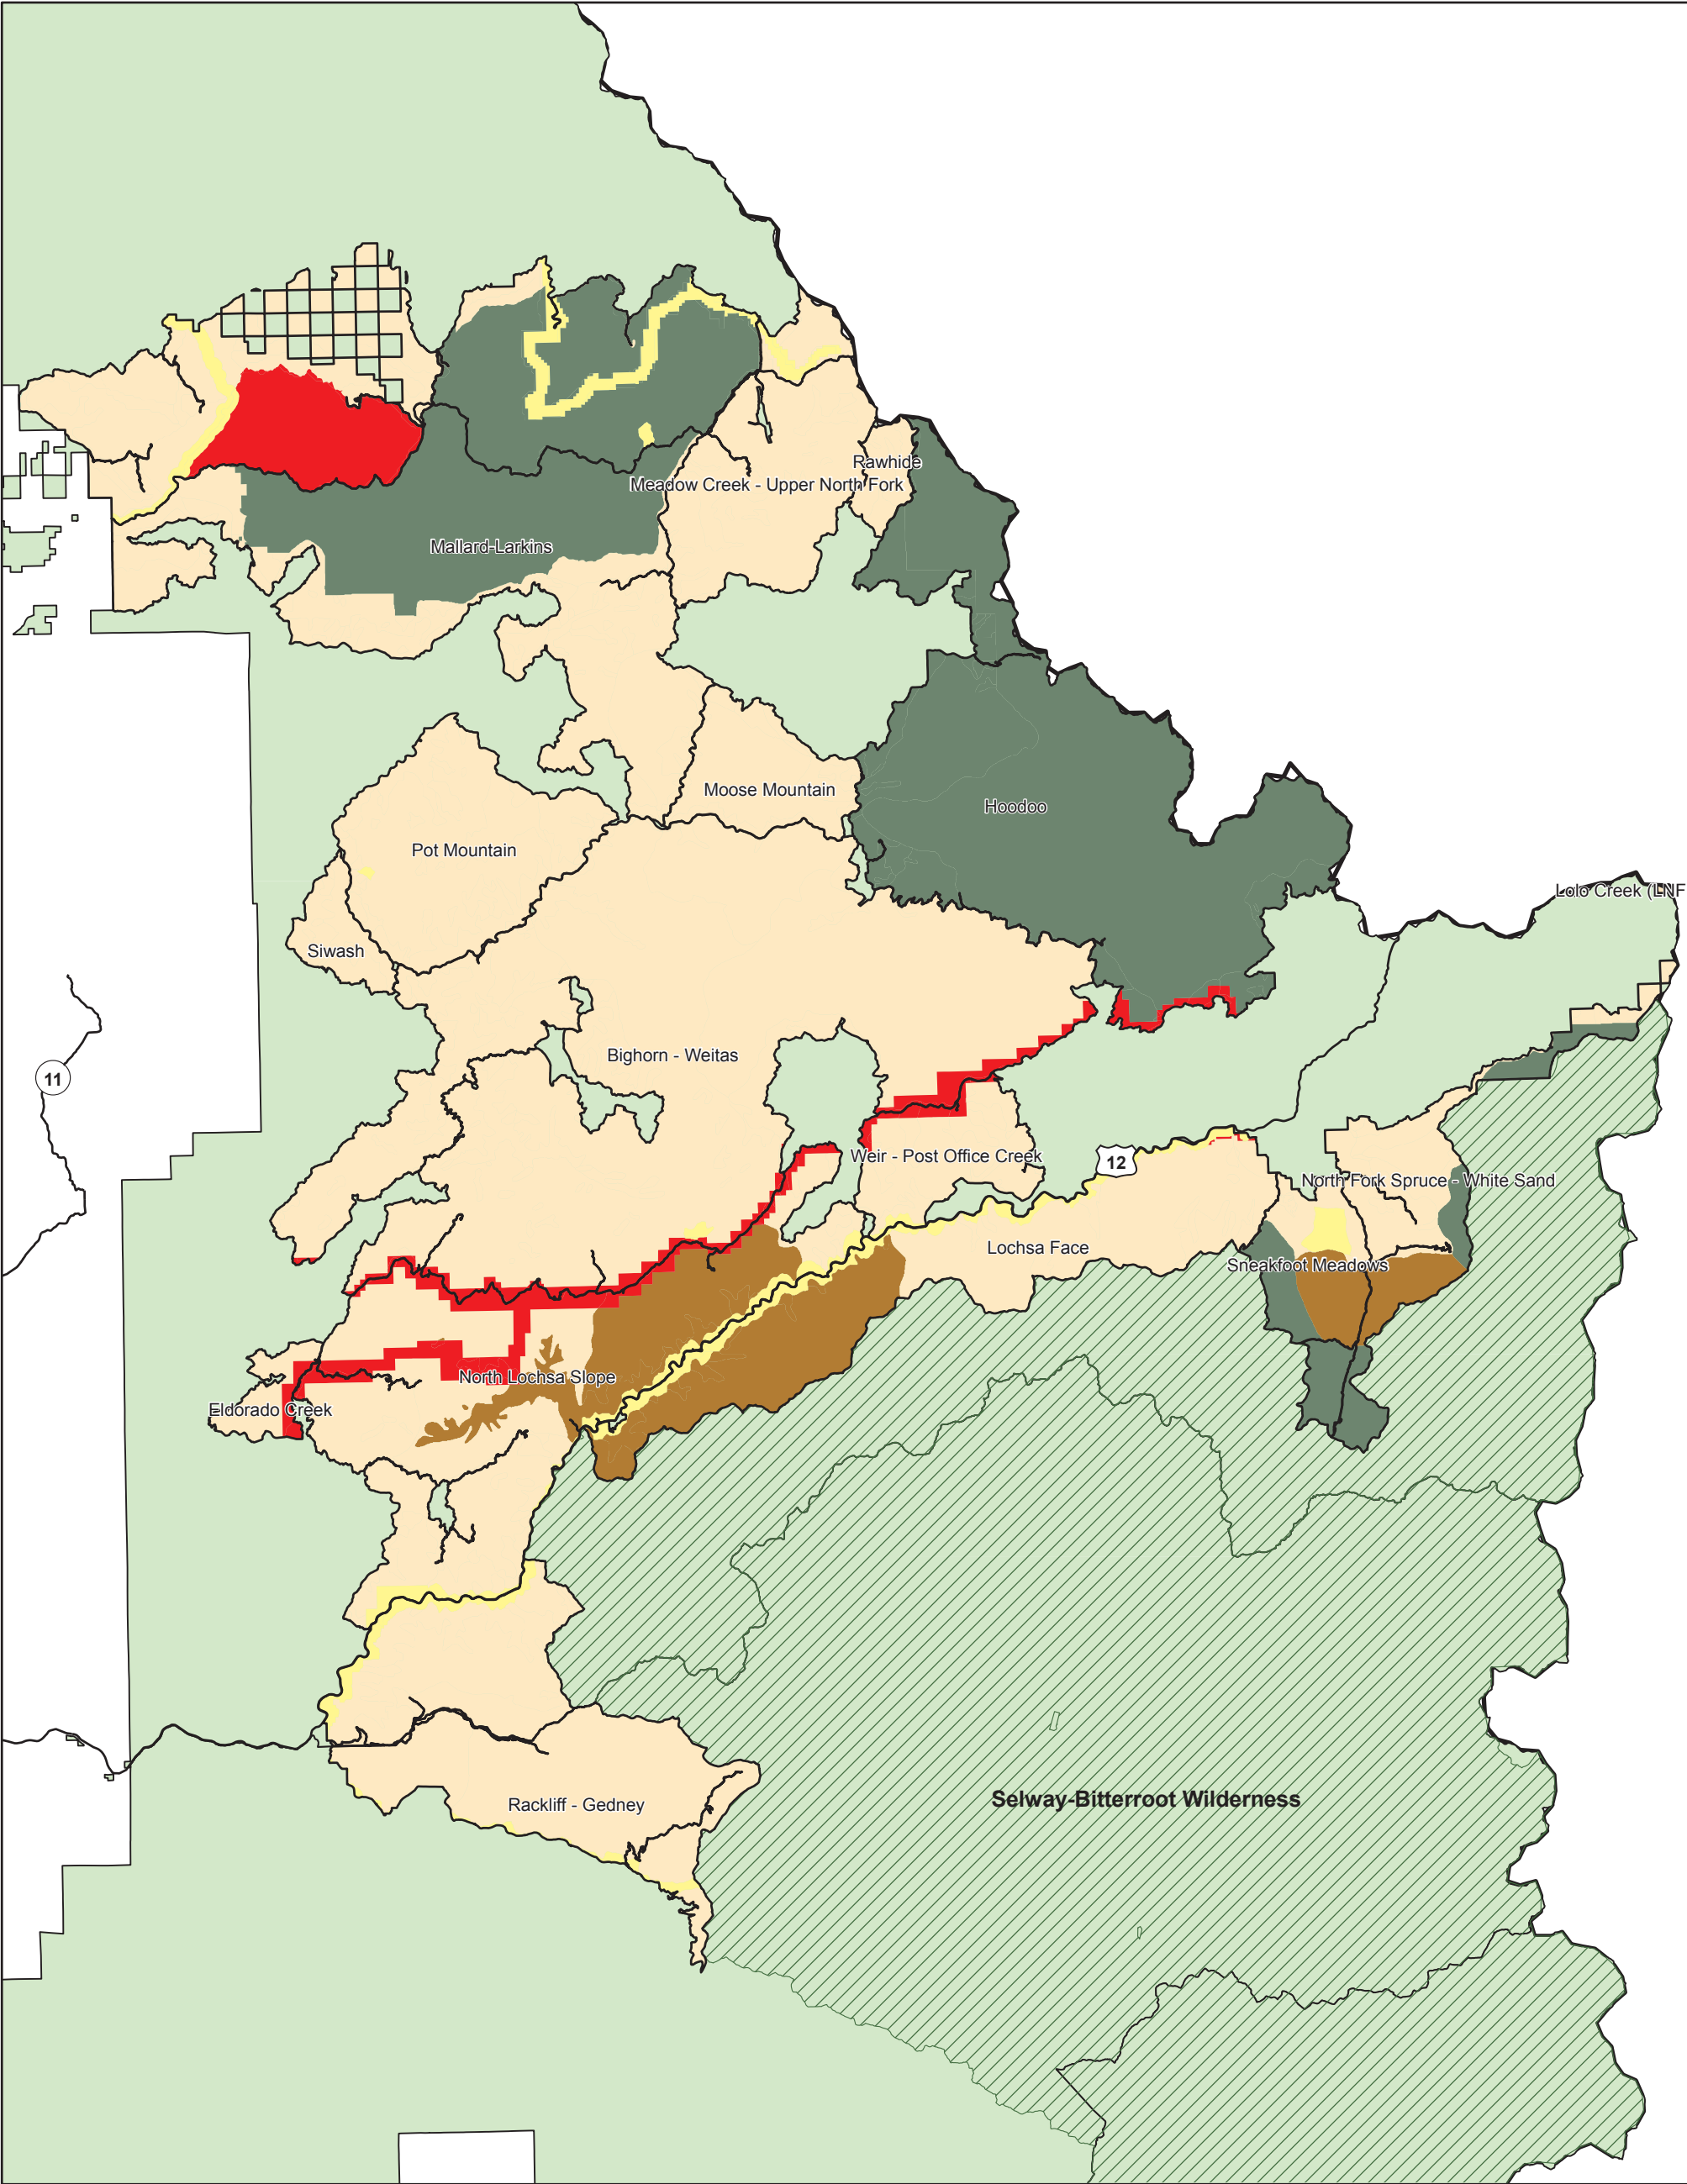 Rawhide
Meadow Creek - Upper North Fork
Mallard-Larkins
Moose Mountain
Hoodoo
Pot Mountain
Lolo Creek (LNF
Siwash
Bighorn - Weitas
11
Weir - Post Office Creek
12
North Fork Spruce - White Sand
Lochsa Face
Sneakfoot Meadows
North Lochsa Slope
Eldorado Creek
Selway-Bitterroot Wilderness
Rackliff - Gedney